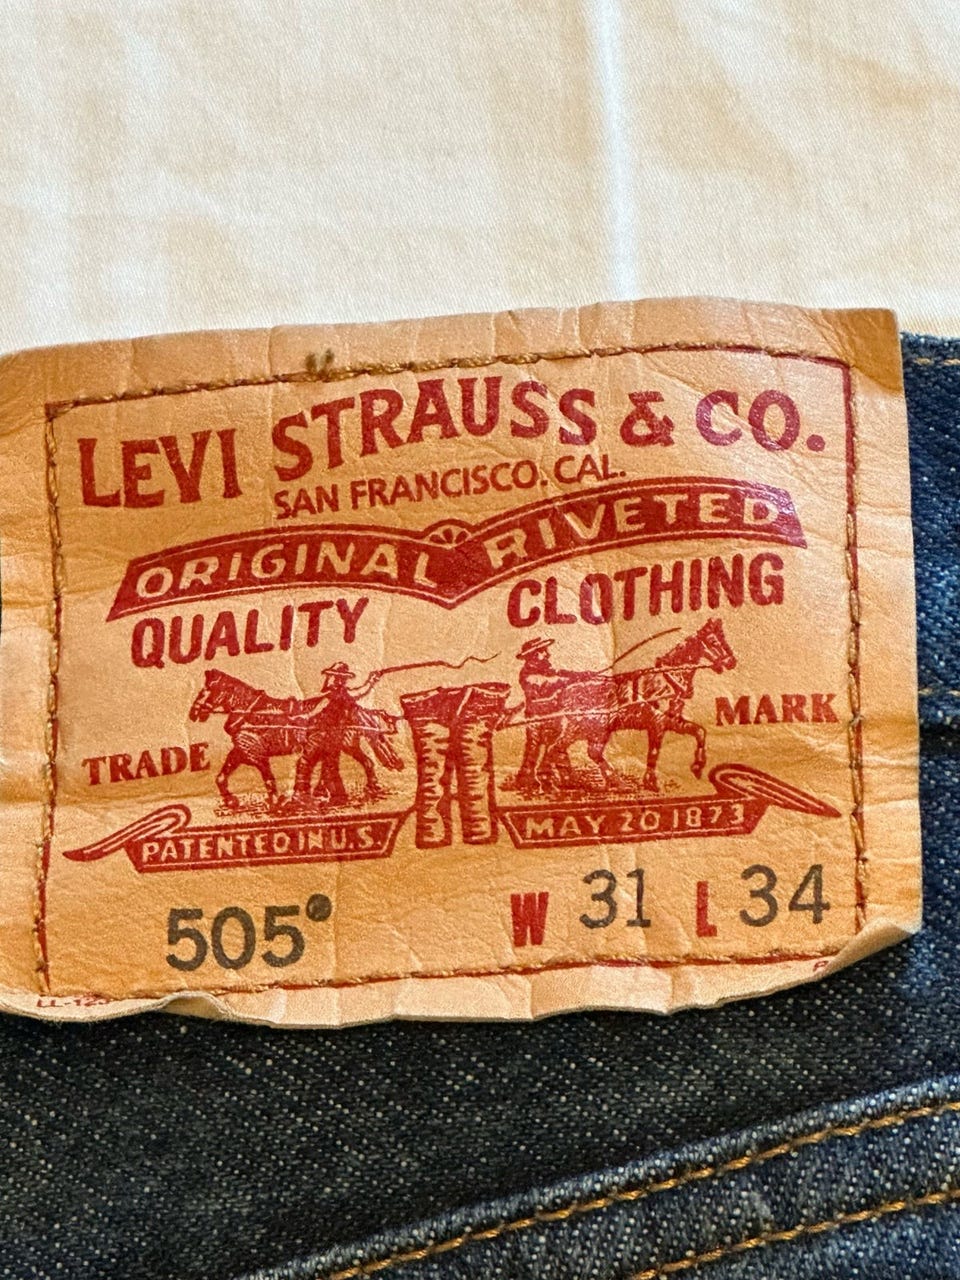 LEVI STRAUSS & CO.
SAN FRANCISCO, CAL.
ORIGINAL RIVETED
QUALITY CLOTHING
TRADE MARK
PATENTED IN U.S. MAY 20 1873
505® W 31 L 34